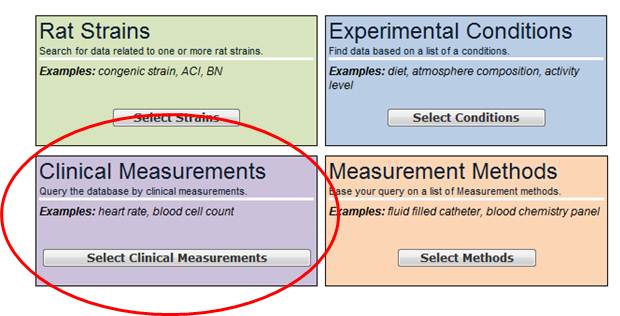 Rat Strains
Search for data related to one or more rat strains.
Examples: congenic strain, ACI, BN
Select Strains
Experimental Conditions
Find data based on a list of a conditions.
Examples: diet, atmosphere composition, activity
level
Select Conditions
Clinical Measurements
Query the database by clinical measurements.
Examples: heart rate, blood cell count
Select Clinical Measurements
Measurement Methods
Base your query on a list of Measurement methods.
Examples: fluid filled catheter, blood chemistry panel
Select Methods